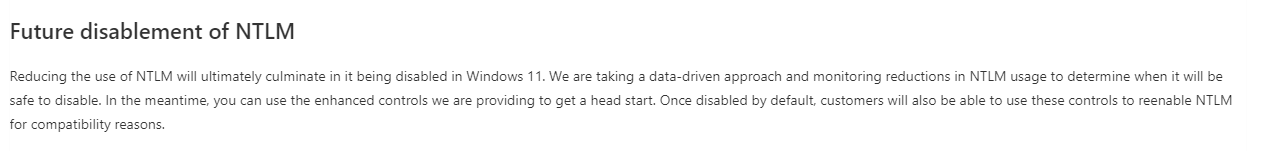 Future disablement of NTLM
Reducing the use of NTLM will ultimately culminate in it being disabled in Windows 11. We are taking a data-driven approach and monitoring reductions in NTLM usage to determine when it will be
safe to disable. In the meantime, you can use the enhanced controls we are providing to get a head start. Once disabled by default, customers will also be able to use these controls to reenable NTLM
for compatibility reasons.